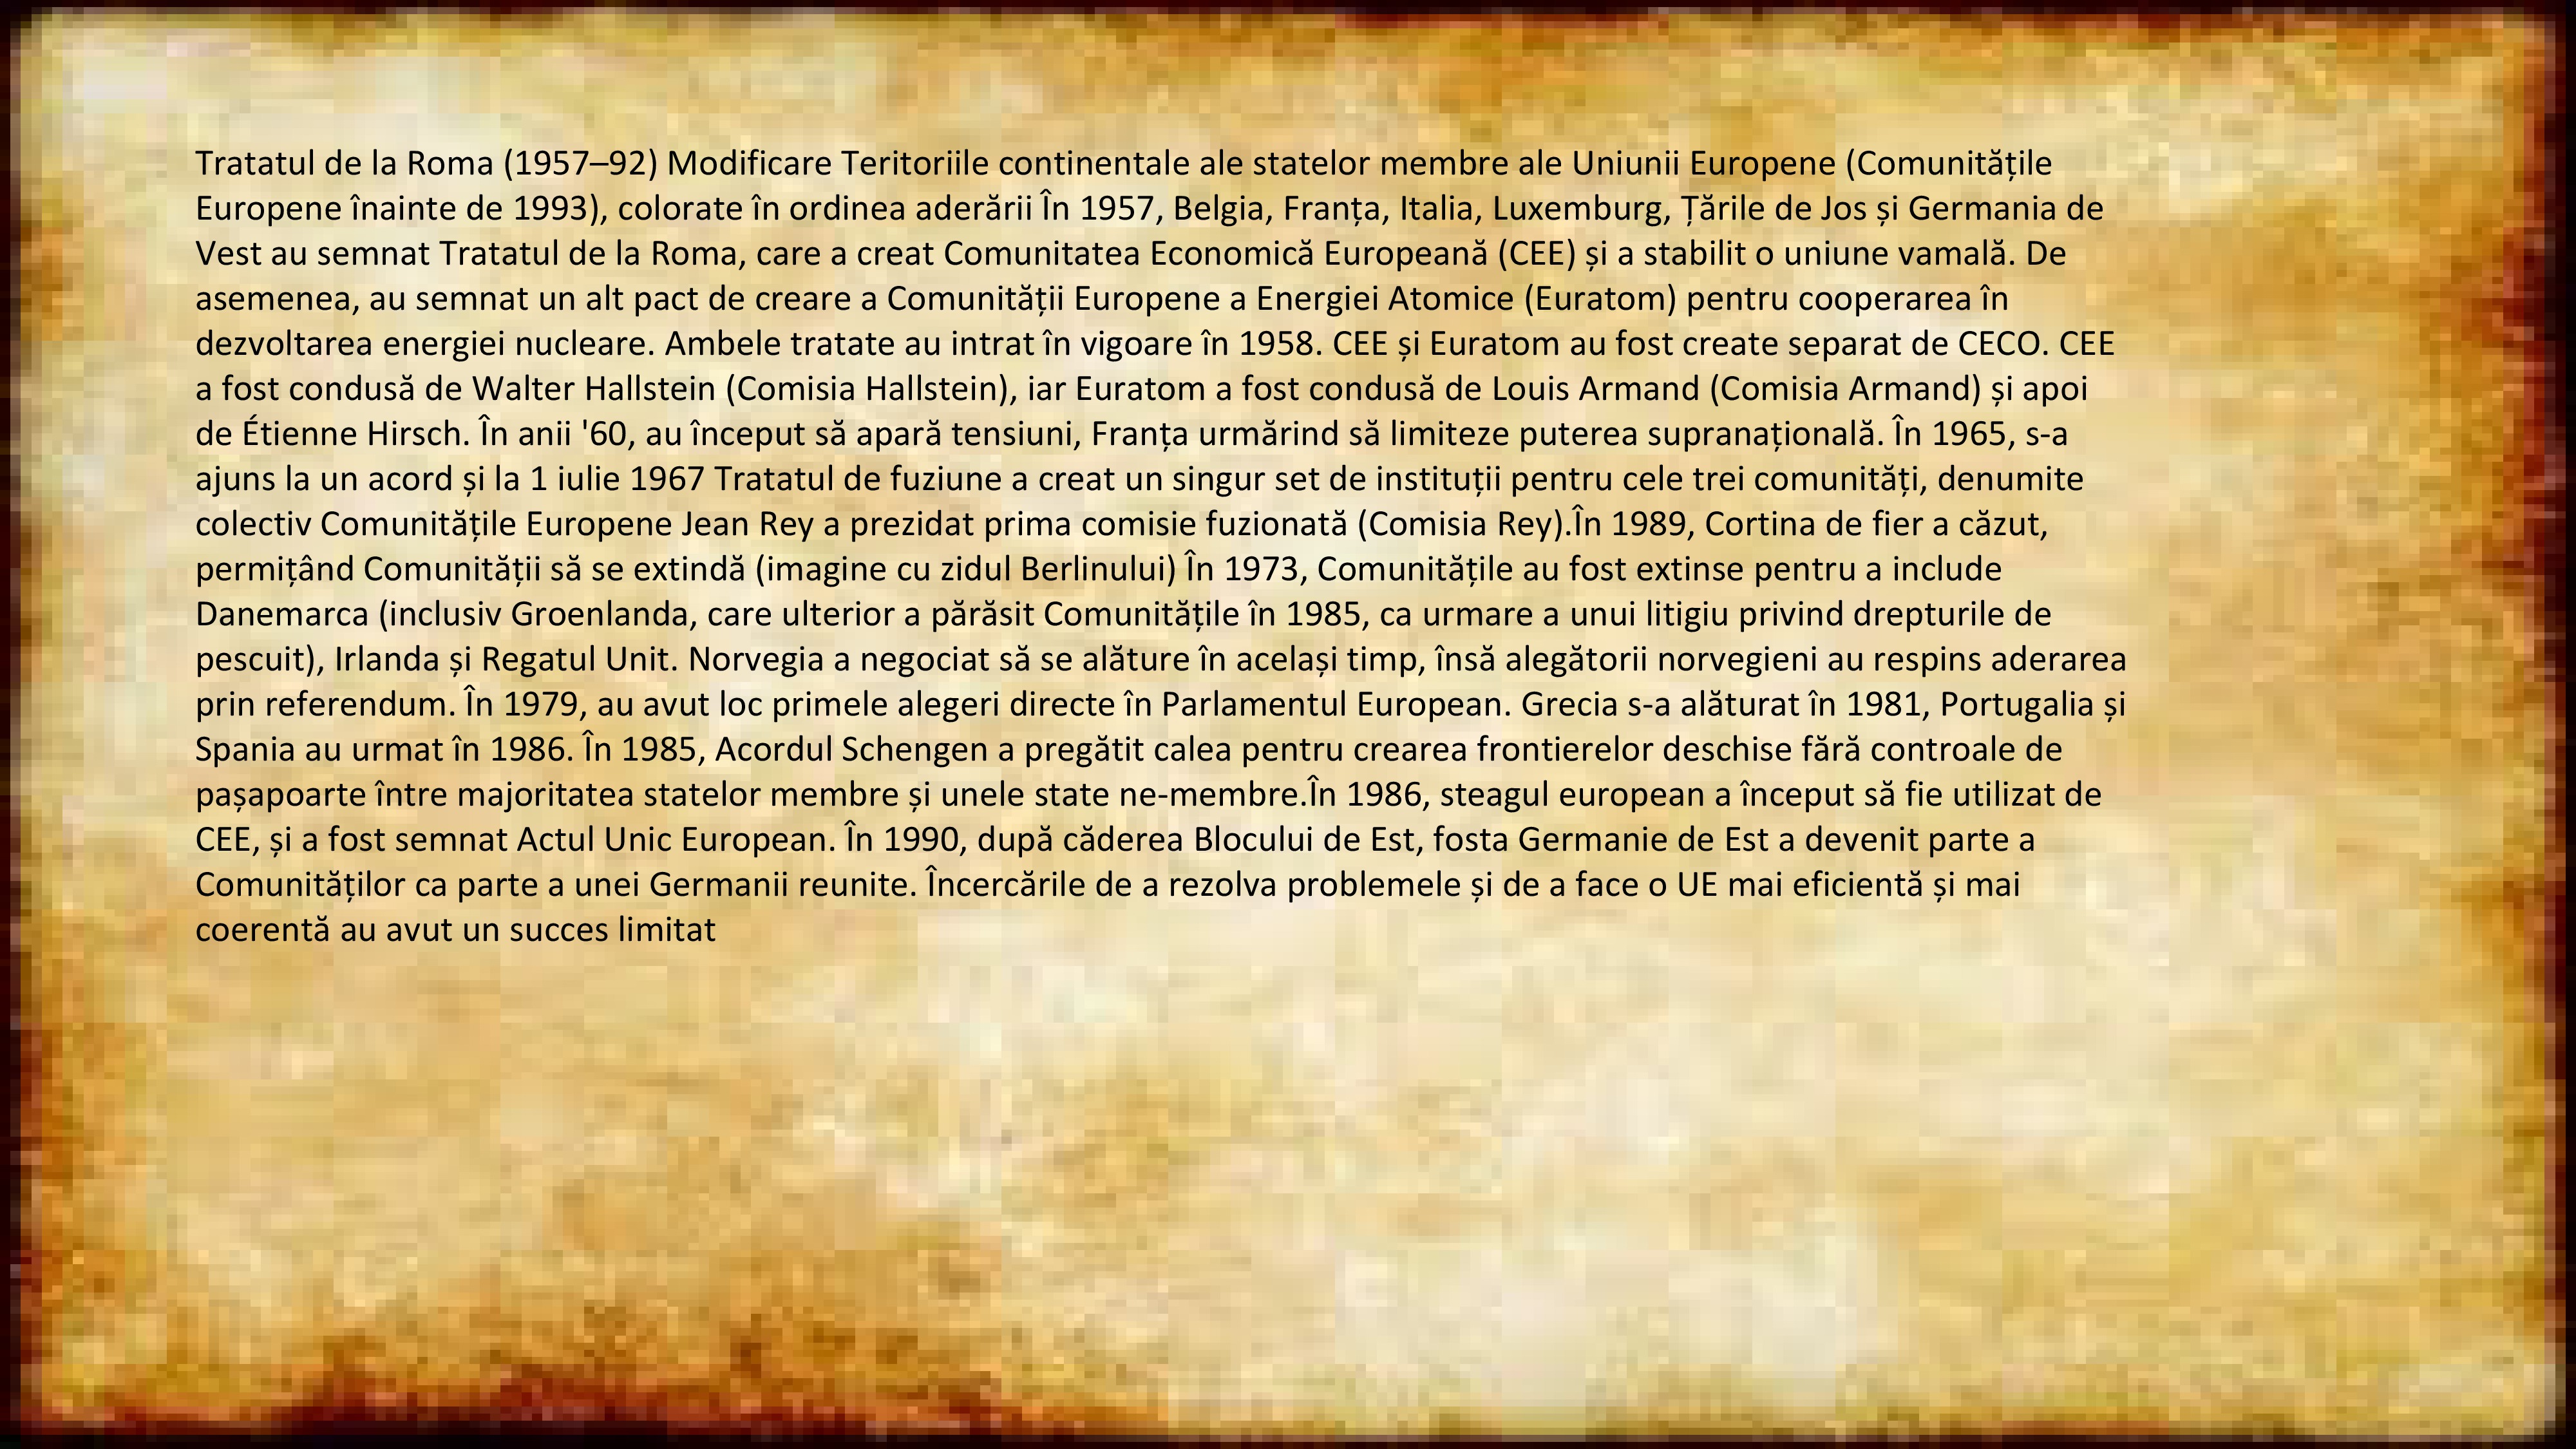 Tratatul de la Roma (1957–92) Modificare Teritoriile continentale ale statelor membre ale Uniunii Europene (Comunitățile
Europene înainte de 1993), colorate în ordinea aderării În 1957, Belgia, Franța, Italia, Luxemburg, Țările de Jos și Germania de
Vest au semnat Tratatul de la Roma, care a creat Comunitatea Economică Europeană (CEE) și a stabilit o uniune vamală. De
asemenea, au semnat un alt pact de creare a Comunității Europene a Energiei Atomice (Euratom) pentru cooperarea în
dezvoltarea energiei nucleare. Ambele tratate au intrat în vigoare în 1958. CEE și Euratom au fost create separat de CECO. CEE
a fost condusă de Walter Hallstein (Comisia Hallstein), iar Euratom a fost condusă de Louis Armand (Comisia Armand) și apoi
de Étienne Hirsch. În anii '60, au început să apară tensiuni, Franța urmărind să limiteze puterea supranațională. În 1965, s-a
ajuns la un acord și la 1 iulie 1967 Tratatul de fuziune a creat un singur set de instituții pentru cele trei comunități, denumite
colectiv Comunitățile Europene Jean Rey a prezidat prima comisie fuzionată (Comisia Rey).În 1989, Cortina de fier a căzut,
permițând Comunității să se extindă (imagine cu zidul Berlinului) În 1973, Comunitățile au fost extinse pentru a include
Danemarca (inclusiv Groenlanda, care ulterior a părăsit Comunitățile în 1985, ca urmare a unui litigiu privind drepturile de
pescuit), Irlanda și Regatul Unit. Norvegia a negociat să se alăture în același timp, însă alegătorii norvegieni au respins aderarea
prin referendum. În 1979, au avut loc primele alegeri directe în Parlamentul European. Grecia s-a alăturat în 1981, Portugalia și
Spania au urmat în 1986. În 1985, Acordul Schengen a pregătit calea pentru crearea frontierelor deschise fără controale de
pașapoarte între majoritatea statelor membre și unele state ne-membre.În 1986, steagul european a început să fie utilizat de
CEE, și a fost semnat Actul Unic European. În 1990, după căderea Blocului de Est, fosta Germanie de Est a devenit parte a
Comunităților ca parte a unei Germanii reunite. Încercările de a rezolva problemele și de a face o UE mai eficientă și mai
coerentă au avut un succes limitat